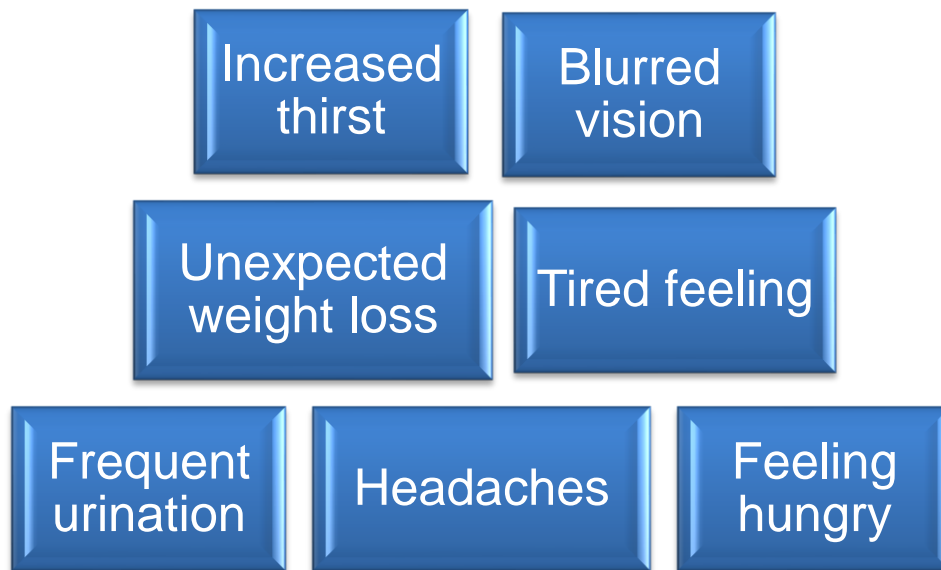 Increased
thirst
Blurred
vision
Unexpected
weight loss
Tired feeling
Frequent
urination
Headaches
Feeling
hungry